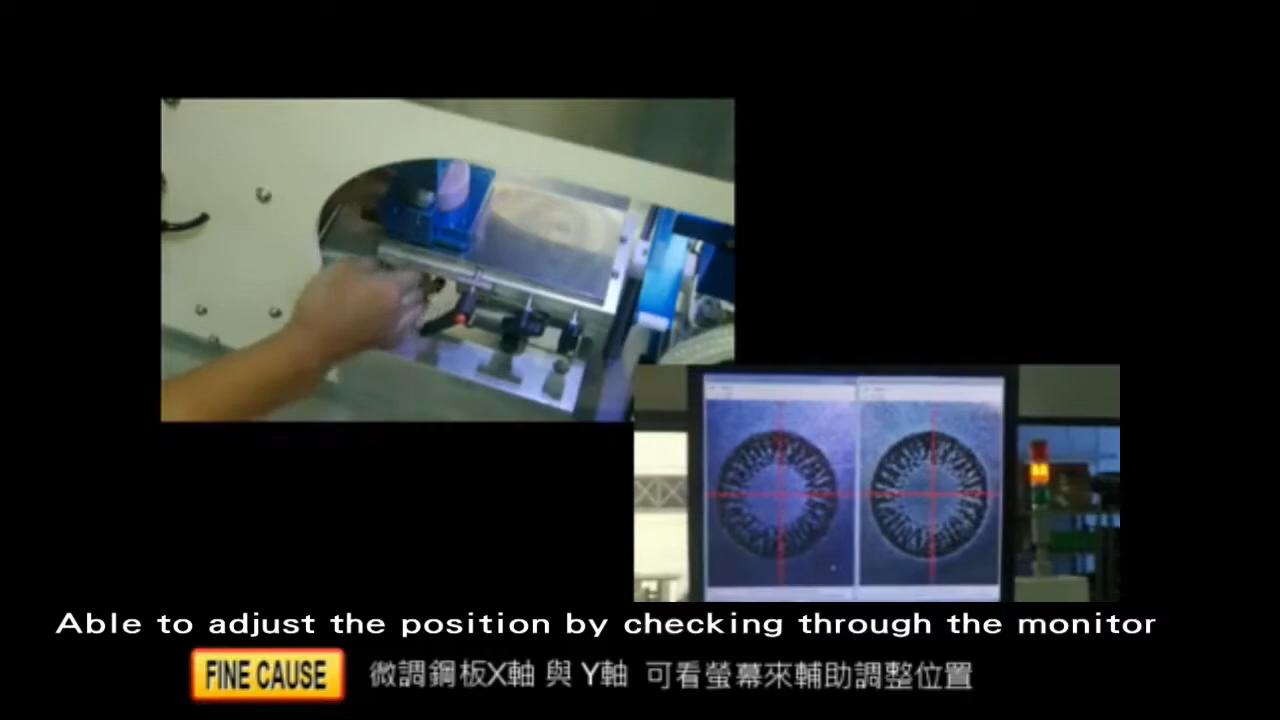 Able to adjust the position by checking through the monitor
FINE CAUSE 微調鋼板X軸 與 Y軸 可看螢幕來輔助調整位置